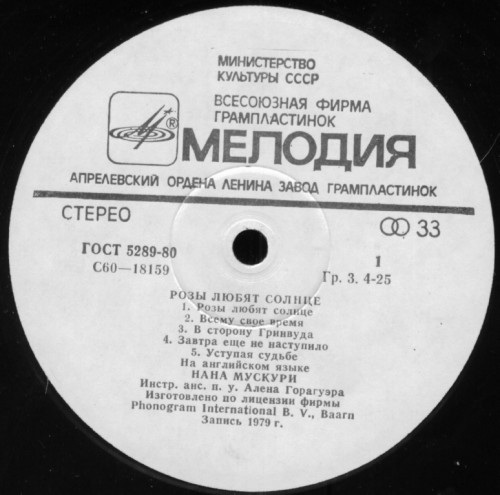 МИНИСТЕРСТВО
КУЛЬТУРЫ СССР
ВСЕСОЮЗНАЯ ФИРМА
ГРАМПЛАСТИНОК
® МЕЛОДИЯ
АПРЕЛЕВСКИЙ ОРДЕНА ЛЕНИНА ЗАВОД ГРАМПЛАСТИНОК
СТЕРЕО 33
ГОСТ 5289-80 1
С60—18159 Гр. 3. 4-25
РОЗЫ ЛЮБЯТ СОЛНЦЕ
1. Розы любят солнце
2. Всему свое время
3. В сторону Гринвуда
4. Завтра еще не наступило
5. Уступая судьбе
На английском языке
НАНА МУСКУРИ
Инстр. анс. п. у. Алена Горагуэра
Изготовлено по лицензии фирмы
Phonogram International B. V., Baarn
Запись 1979 г.